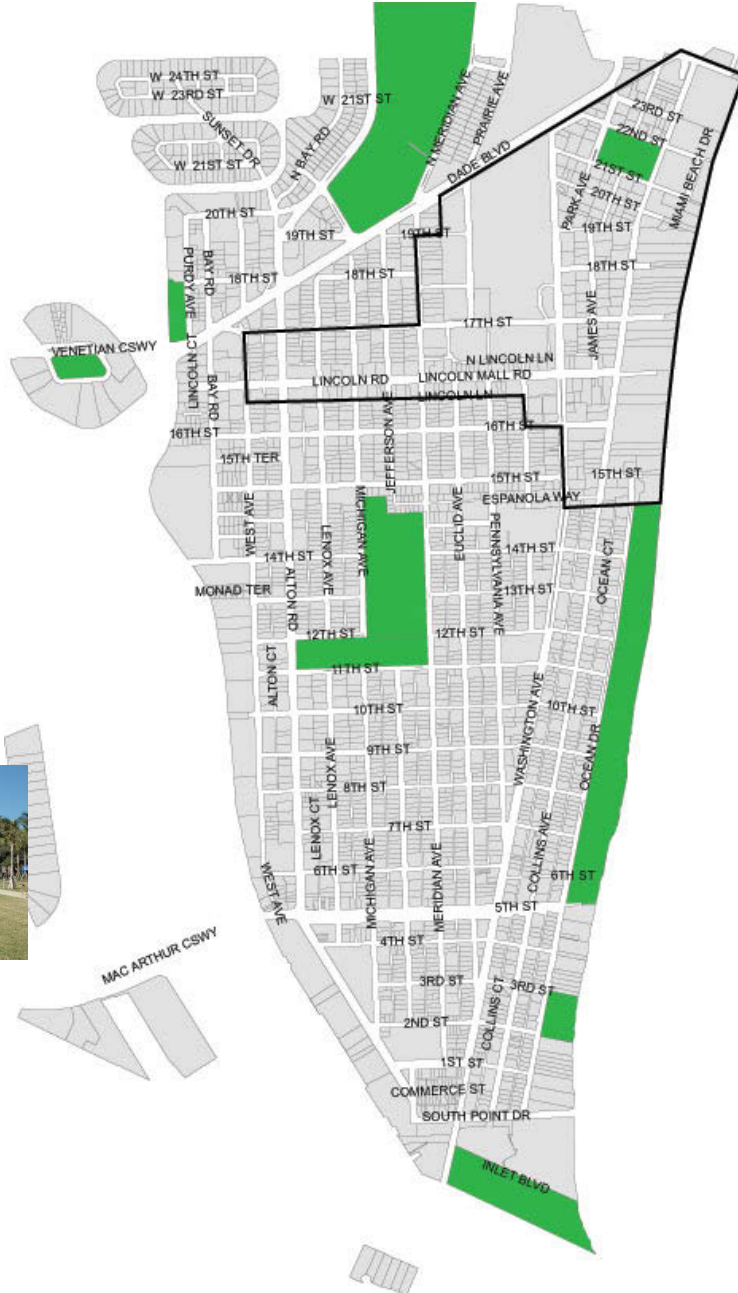 W 24TH ST
W 23RD ST
SUNSET DR
W 21ST ST
N BAY RD
W 21ST ST
N MERIDIAN AVE
PRAIRIE AVE
DADE BLVD
23RD ST
22ND ST
21ST ST
20TH ST
PARK AVE
19TH ST
MIAMI BEACH DR
18TH ST
20TH ST
19TH ST
19TH ST
BAY RD
PURDY AVE
18TH ST
18TH ST
JAMES AVE
17TH ST
VENETIAN CSWY
LINCOLN CT
N LINCOLN LN
LINCOLN RD
LINCOLN MALL RD
LINCOLN LN
BAY RD
JEFFERSON AVE
16TH ST
16TH ST
15TH TER
15TH ST
15TH ST
ESPANOLA WAY
WEST AVE
MICHIGAN AVE
LENOX AVE
EUCLID AVE
PENNSYLVANIA AVE
14TH ST
14TH ST
OCEAN CT
MONAD TER
ALTON RD
13TH ST
12TH ST
12TH ST
ALTON CT
11TH ST
10TH ST
10TH ST
WASHINGTON AVE
OCEAN DR
9TH ST
LENOX AVE
8TH ST
LENOX CT
7TH ST
COLLINS AVE
6TH ST
6TH ST
WEST AVE
MICHIGAN AVE
MERIDIAN AVE
5TH ST
4TH ST
MAC ARTHUR CSWY
3RD ST
3RD ST
COLLINS CT
2ND ST
1ST ST
COMMERCE ST
SOUTH POINT DR
INLET BLVD